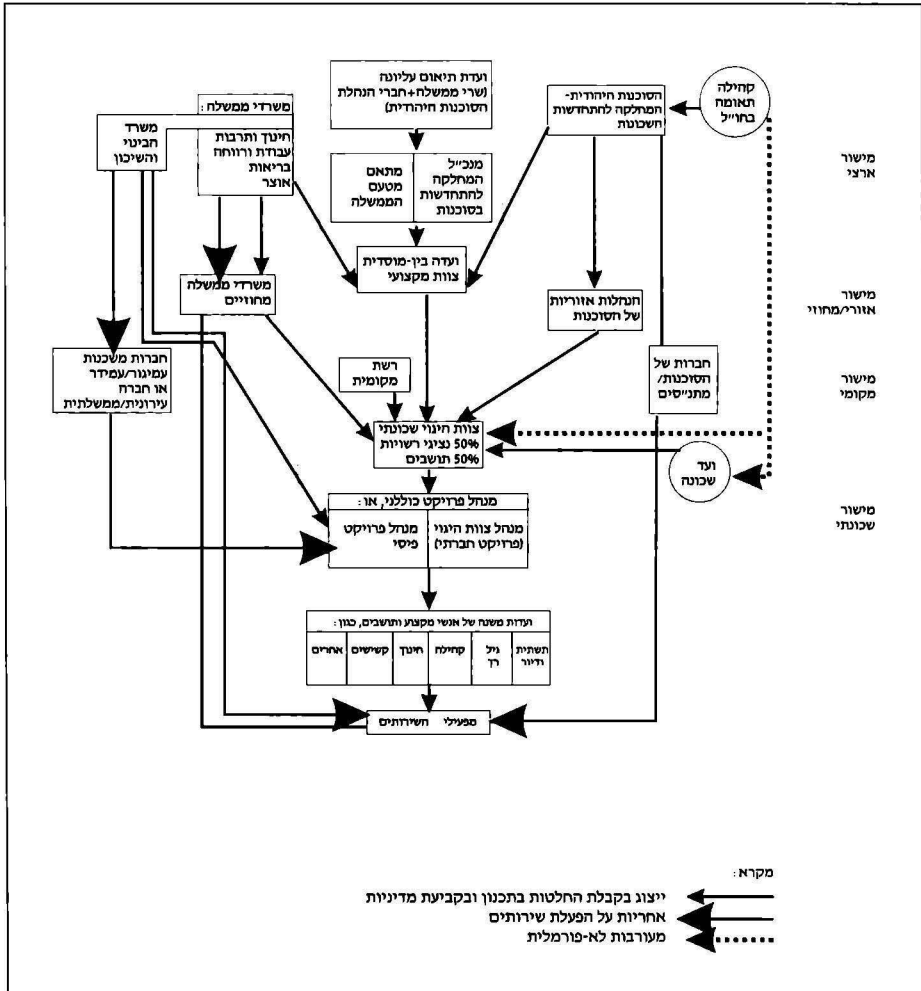 ועדת תיאום עליונה
(שרי ממשלה+חברי הנהלת
הסוכנות היהודית)
קהילה
תאומה
בחו״ל
הסוכנות היהודית-
המחלקה להתחדשות
השכונות
משרדי ממשלה:
חינוך ותרבות
עבודת ורווחה
בריאות
אוצר
משרד
הבינוי
והשיכון
מישור
ארצי
מנכ״ל
המחלקה
להתחדשות
בסוכנות
מתאם
מטעם
הממשלה
ועדה בין-מוסדית
צוות מקצועי
משרדי ממשלה
מחוזיים
הנהלות אזוריות
של הסוכנות
מישור
אזורי/מחוזי
חברות משכנות
עמיגור/עמידר
או חברה
עירונית/ממשלתית
רשת
מקומית
חברות של
הסוכנות/
מתנ״סים
מישור
מקומי
צוות היגוי שכונתי
50% נציגי רשויות
50% תושבים
ועד
שכונה
מנהל פרויקט כוללני, או:
מנהל צוות היגוי
(פרויקט חברתי)
מנהל פרויקט
פיסי
מישור
שכונתי
ועדות משנה של אנשי מקצוע ותושבים, כגון:
תשתית
ודיור
גיל
רך
קהילה
חינוך
קשישים
אחרים
מפעילי השירותים
מקרא:
ייצוג בקבלת החלטות בתכנון ובקביעת מדיניות
אחריות על הפעלת שירותים
מעורבות לא-פורמלית